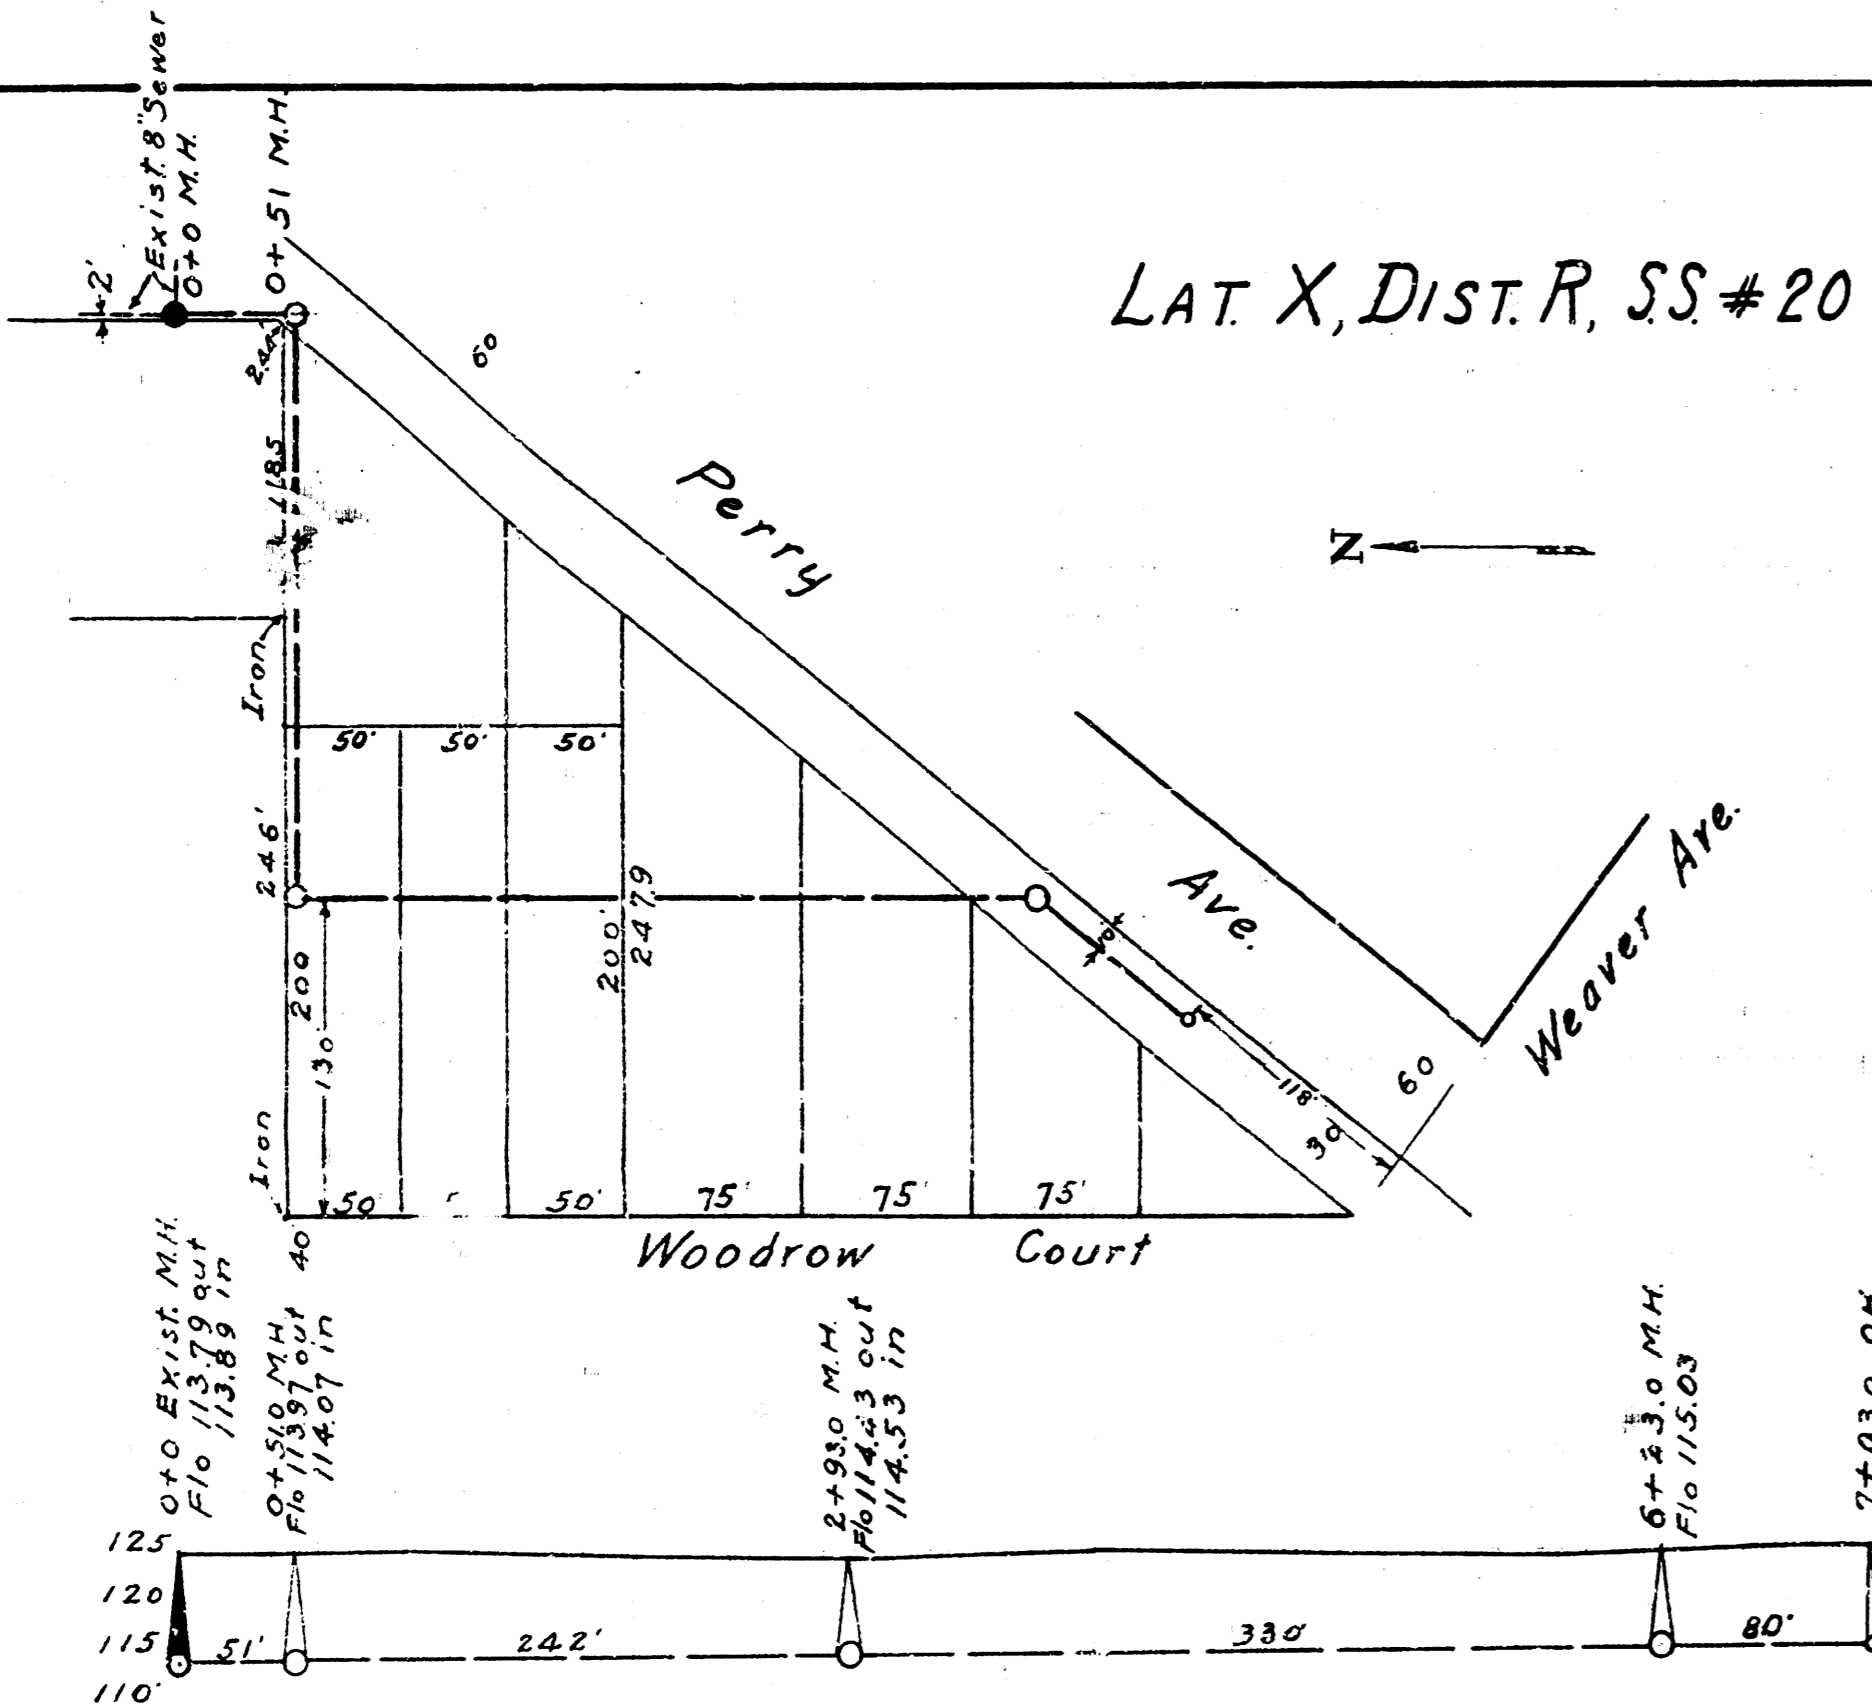 Exist. 8" Sewer
0+0 M.H.
0+51 M.H.
2'
LAT. X, DIST. R, S.S. #20
60
118.5
Perry
N
Iron
50' 50' 50'
246'
200
130'
200'
247.9
Ave.
Weaver Ave.
10'
118'
60
30
Iron
50' 50' 75' 75' 75'
40'
Woodrow Court
0+0 Exist. M.H.
Flo 113.79 out
113.89 in
0+51.0 M.H.
Flo 113.97 out
114.07 in
2+93.0 M.H.
Flo 114.43 out
114.53 in
6+23.0 M.H.
Flo 115.03
125
120
115
110
51' 242' 330' 80'